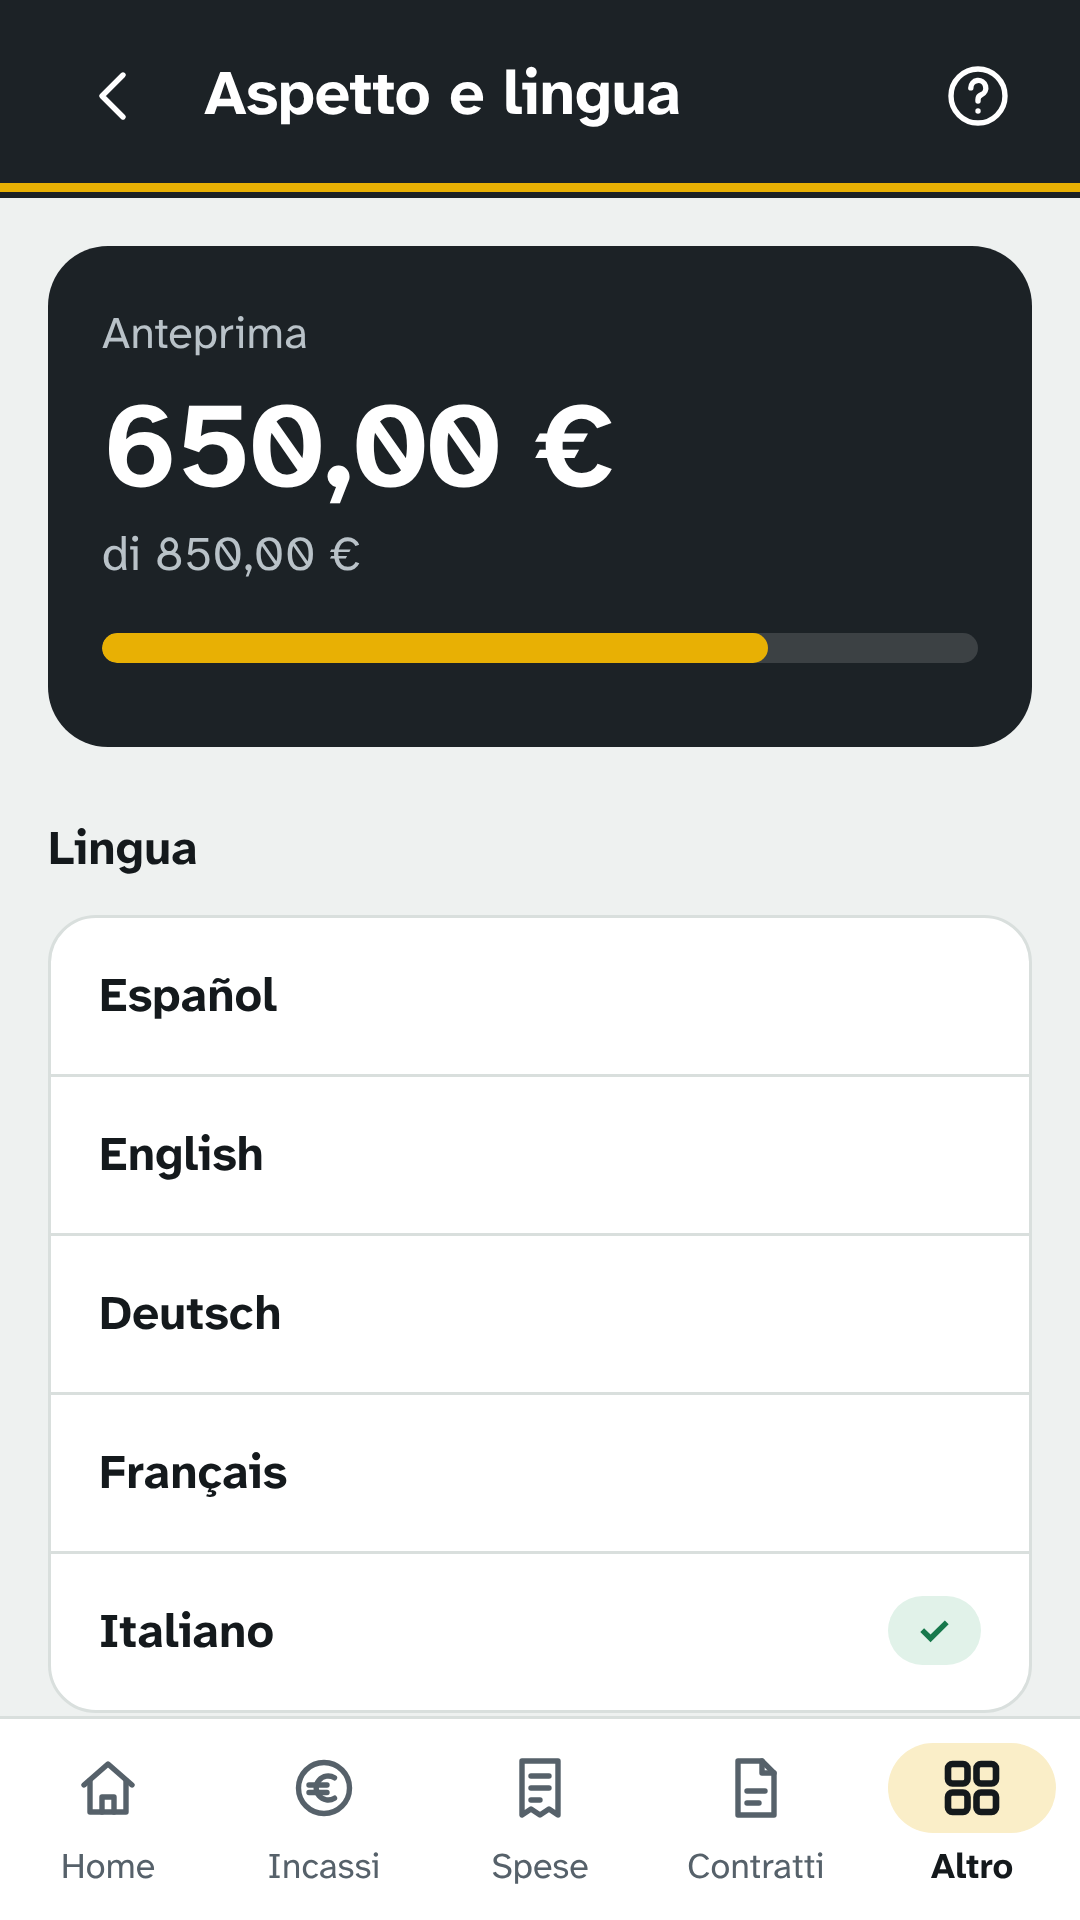 Aspetto e lingua
Anteprima
650,00 €
di 850,00 €
Lingua
Español
English
Deutsch
Français
Italiano
Home
Incassi
Spese
Contratti
Altro